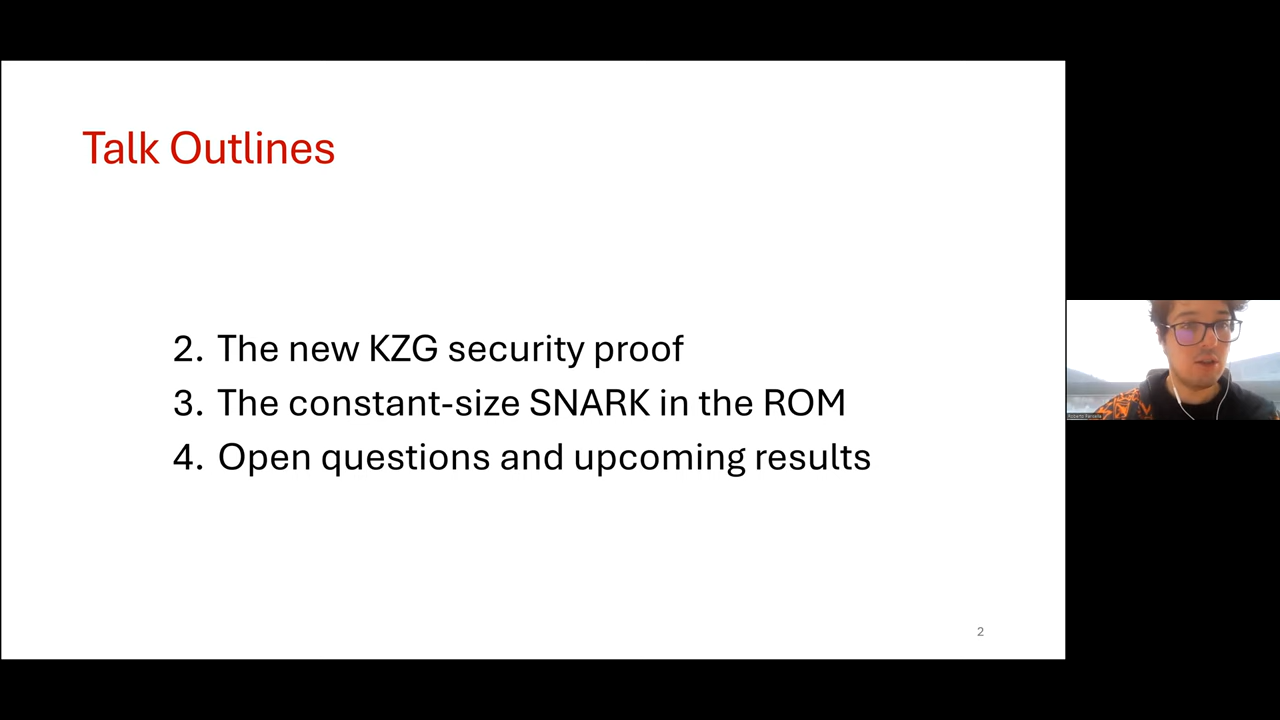 Talk Outlines
2. The new KZG security proof
3. The constant-size SNARK in the ROM
4. Open questions and upcoming results
2